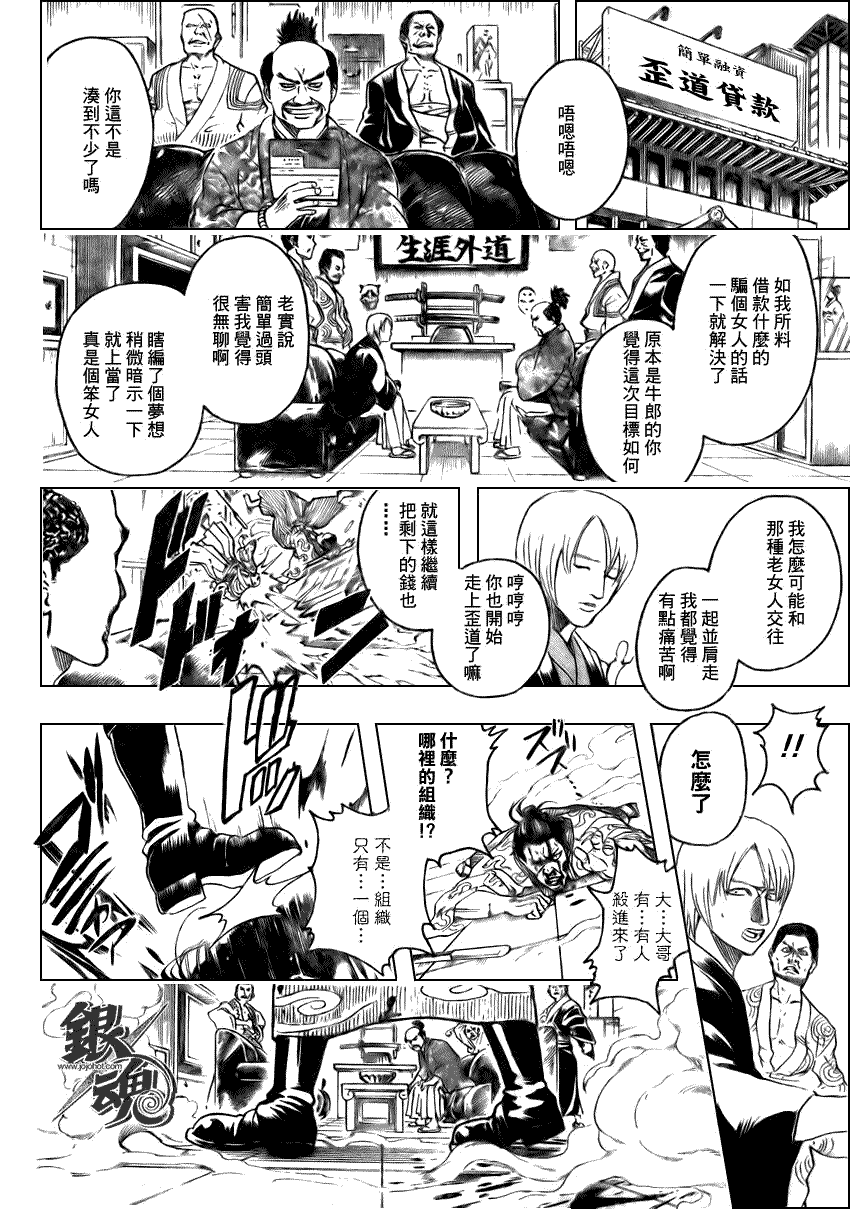 簡單融資
歪道貸款
唔嗯唔嗯
你這不是
湊到不少了嗎
生涯外道
如我所料
借款什麼的
騙個女人的話
一下就解決了
原本是牛郎的你
覺得這次目標如何
老實說
簡單過頭
害我覺得
很無聊啊
瞎編了個夢想
稍微暗示一下
就上當了
真是個笨女人
我怎麼可能和
那種老女人交往
一起並肩走
我都覺得
有點痛苦啊
哼哼哼
你也開始
走上歪道了嘛
就這樣繼續
把剩下的錢也
……
ドォン
!!
怎麼了
ズズ
大…大哥
有…有人
殺進來了
什麼?
哪裡的組織!?
不是…組織
只有…一個…
銀魂
www.jojohot.com